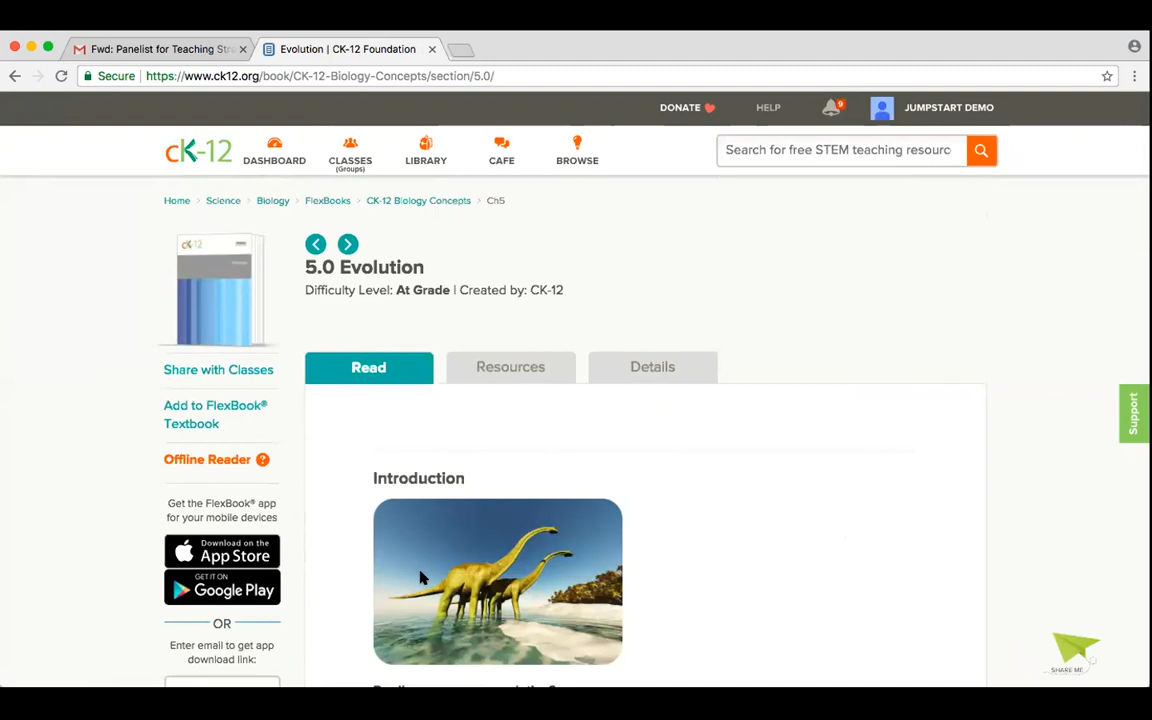 Fwd: Panelist for Teaching Str
Evolution | CK-12 Foundation
Secure | https://www.ck12.org/book/CK-12-Biology-Concepts/section/5.0/
DONATE
HELP
9
JUMPSTART DEMO
cK-12
DASHBOARD
CLASSES
(Groups)
LIBRARY
CAFE
BROWSE
Search for free STEM teaching resourc
Home > Science > Biology > FlexBooks > CK-12 Biology Concepts > Ch5
cK-12
5.0 Evolution
Difficulty Level: At Grade | Created by: CK-12
Share with Classes
Add to FlexBook®
Textbook
Offline Reader ?
Get the FlexBook® app
for your mobile devices
Download on the
App Store
GET IT ON
Google Play
OR
Enter email to get app
download link:
Read
Resources
Details
Introduction
Support
SHARE ME